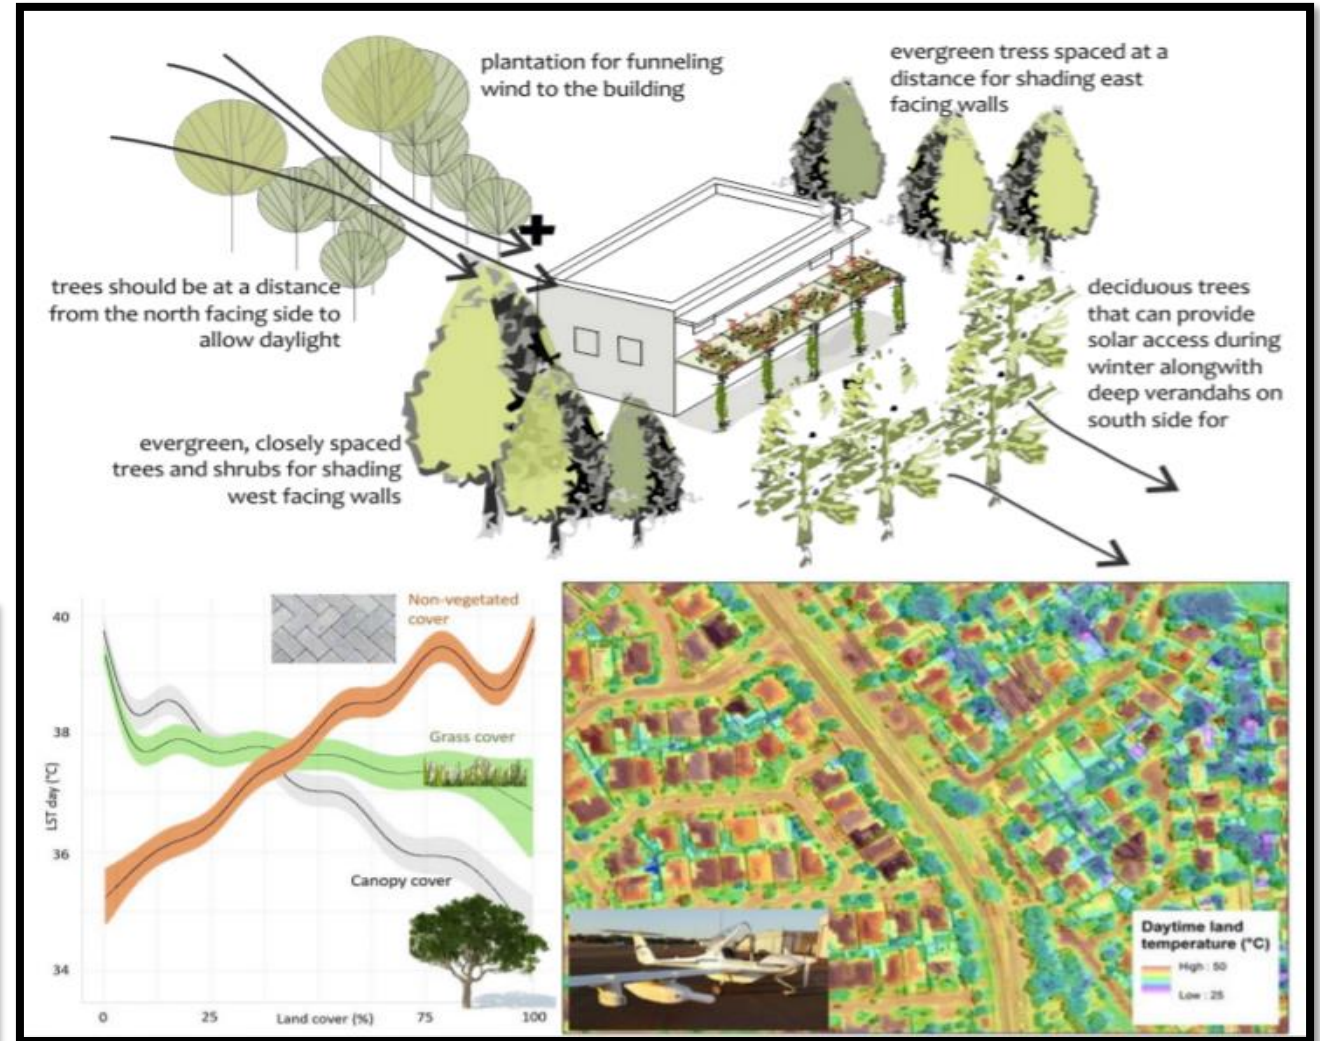 plantation for funneling
wind to the building
evergreen tress spaced at a
distance for shading east
facing walls
trees should be at a distance
from the north facing side to
allow daylight
deciduous trees
that can provide
solar access during
winter alongwith
deep verandahs on
south side for
evergreen, closely spaced
trees and shrubs for shading
west facing walls
Non-vegetated
cover
Grass cover
Canopy cover
LST day (°C)
40
38
36
34
0
25
Land cover (%)
75
100
Daytime land
temperature (°C)
High : 50
Low : 25